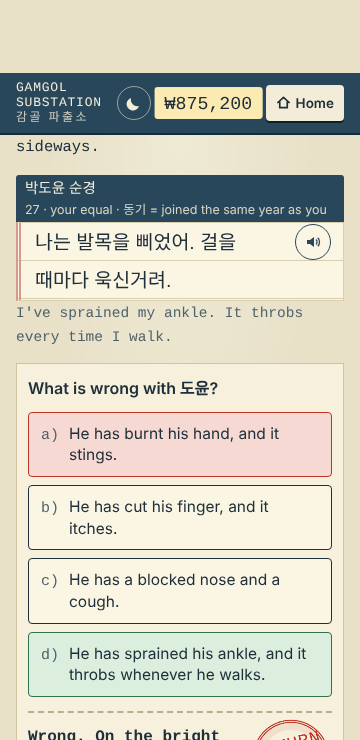 GAMGOL
SUBSTATION
감골 파출소
₩875,200
Home
sideways.
박도윤 순경
27 · your equal · 동기 = joined the same year as you
나는 발목을 삐었어. 걸을
때마다 욱신거려.
I've sprained my ankle. It throbs
every time I walk.
What is wrong with 도윤?
a) He has burnt his hand, and it
stings.
b) He has cut his finger, and it
itches.
c) He has a blocked nose and a
cough.
d) He has sprained his ankle, and it
throbs whenever he walks.
Wrong. On the bright